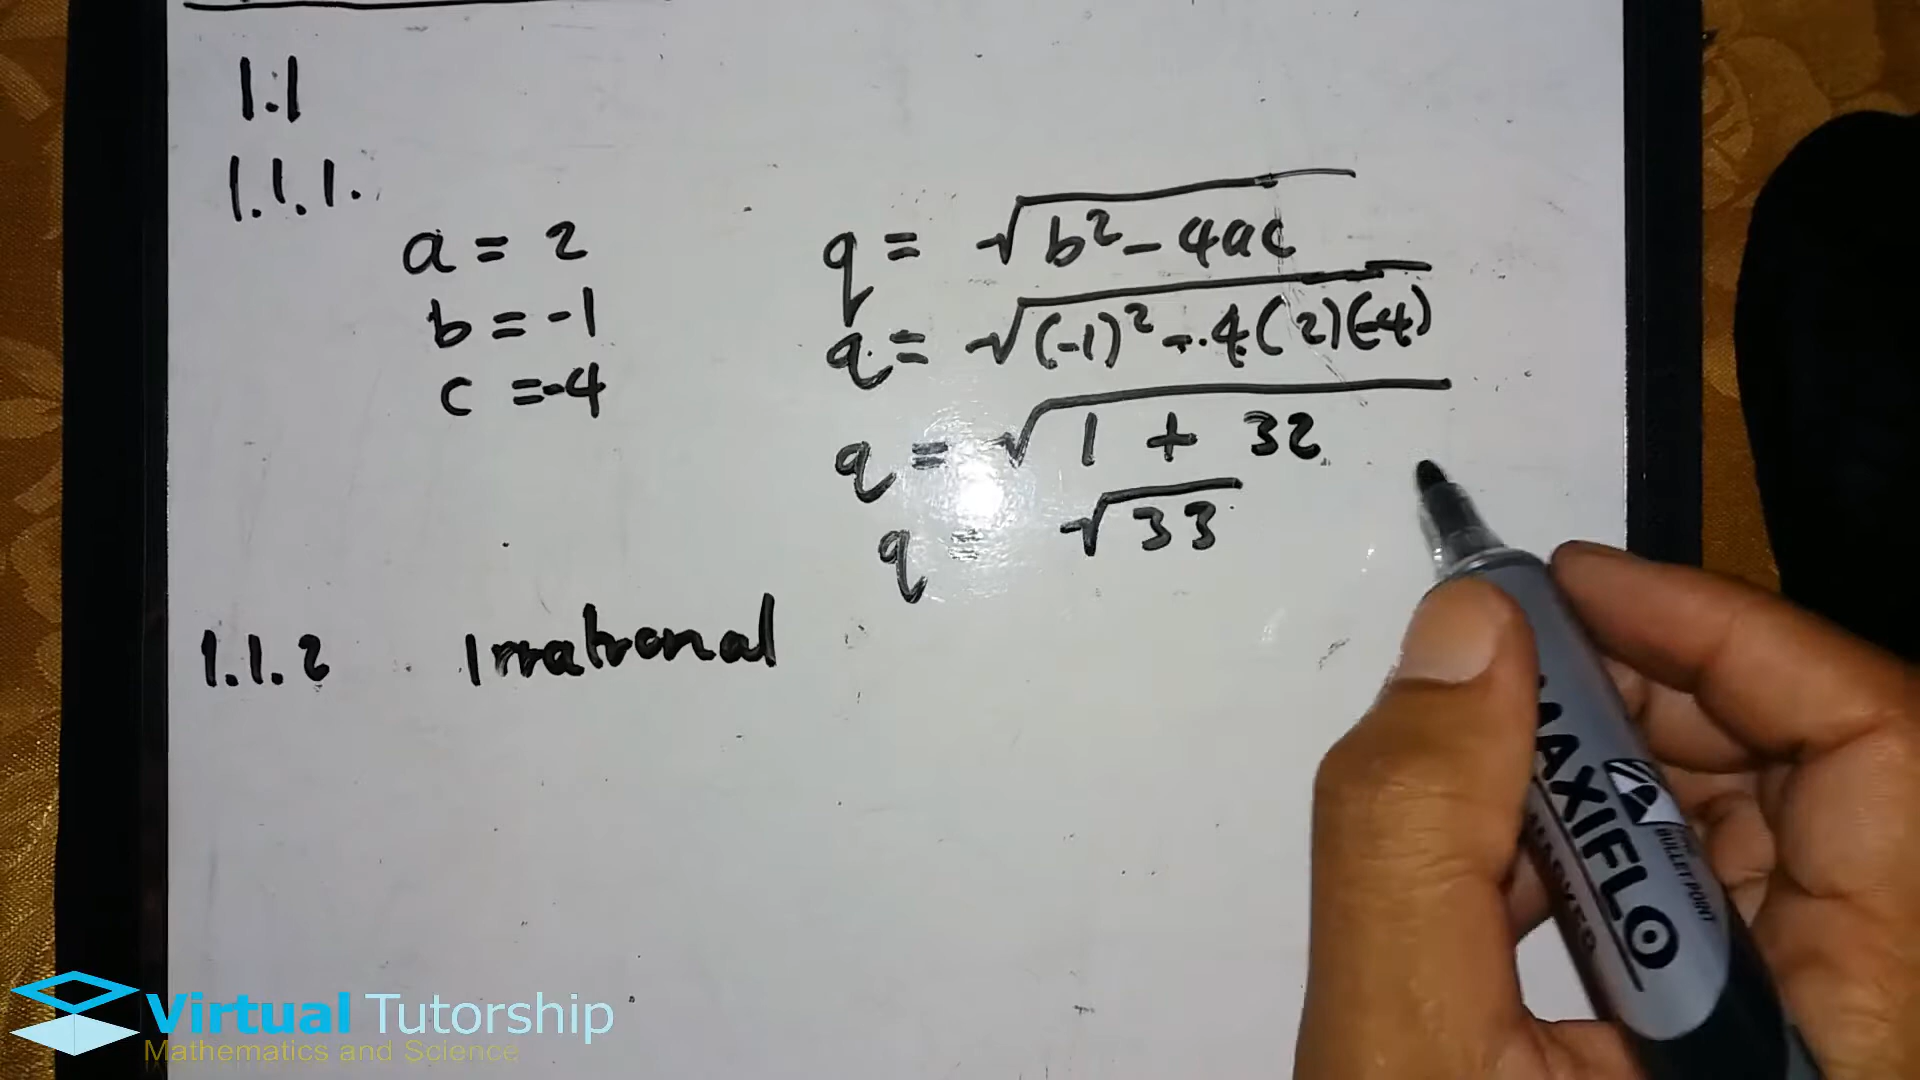 1.1
1.1.1.
a = 2
b = -1
c = -4
q = √b² - 4ac
q = √(-1)² - 4(2)(-4)
q = √1 + 32
q = √33
1.1.2 Irrational
MAXIFLO
BULLET POINT
Virtual Tutorship
Mathematics and Science